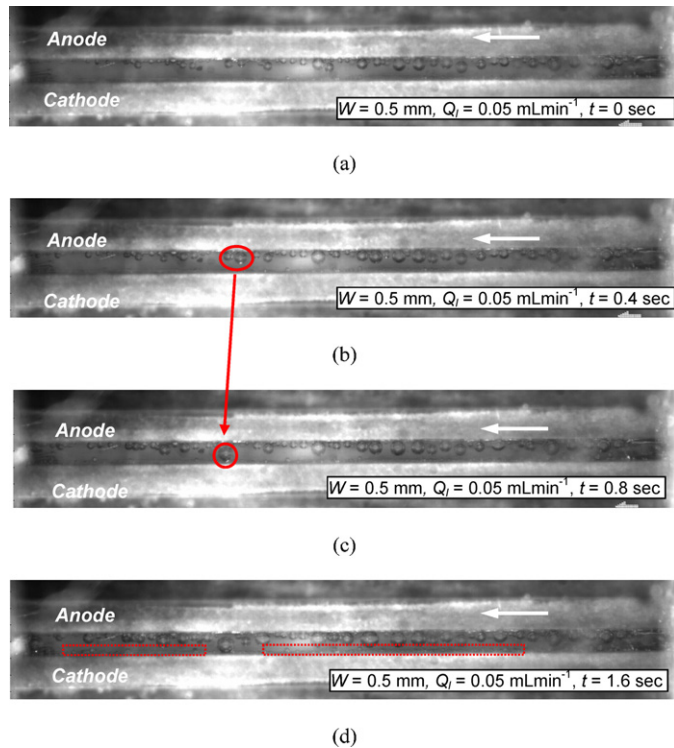 Anode
Cathode
W = 0.5 mm, Qₗ = 0.05 mLmin⁻¹, t = 0 sec
(a)
Anode
Cathode
W = 0.5 mm, Qₗ = 0.05 mLmin⁻¹, t = 0.4 sec
(b)
Anode
Cathode
W = 0.5 mm, Qₗ = 0.05 mLmin⁻¹, t = 0.8 sec
(c)
Anode
Cathode
W = 0.5 mm, Qₗ = 0.05 mLmin⁻¹, t = 1.6 sec
(d)